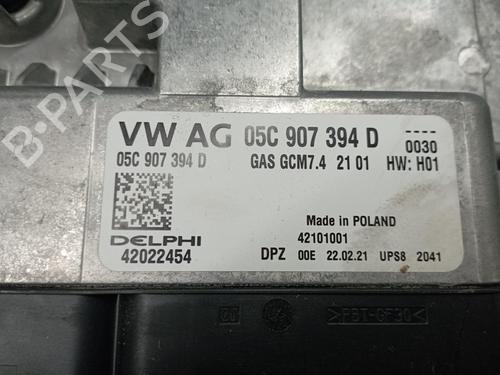 B-PARTS
VW AG 05C 907 394 D
----
0030
05C 907 394 D GAS GCM7.4 21 01 HW: H01
Made in POLAND
DELPHI 42101001
42022454 DPZ 00E 22.02.21 UPS8 2041
>PBT-GF30<